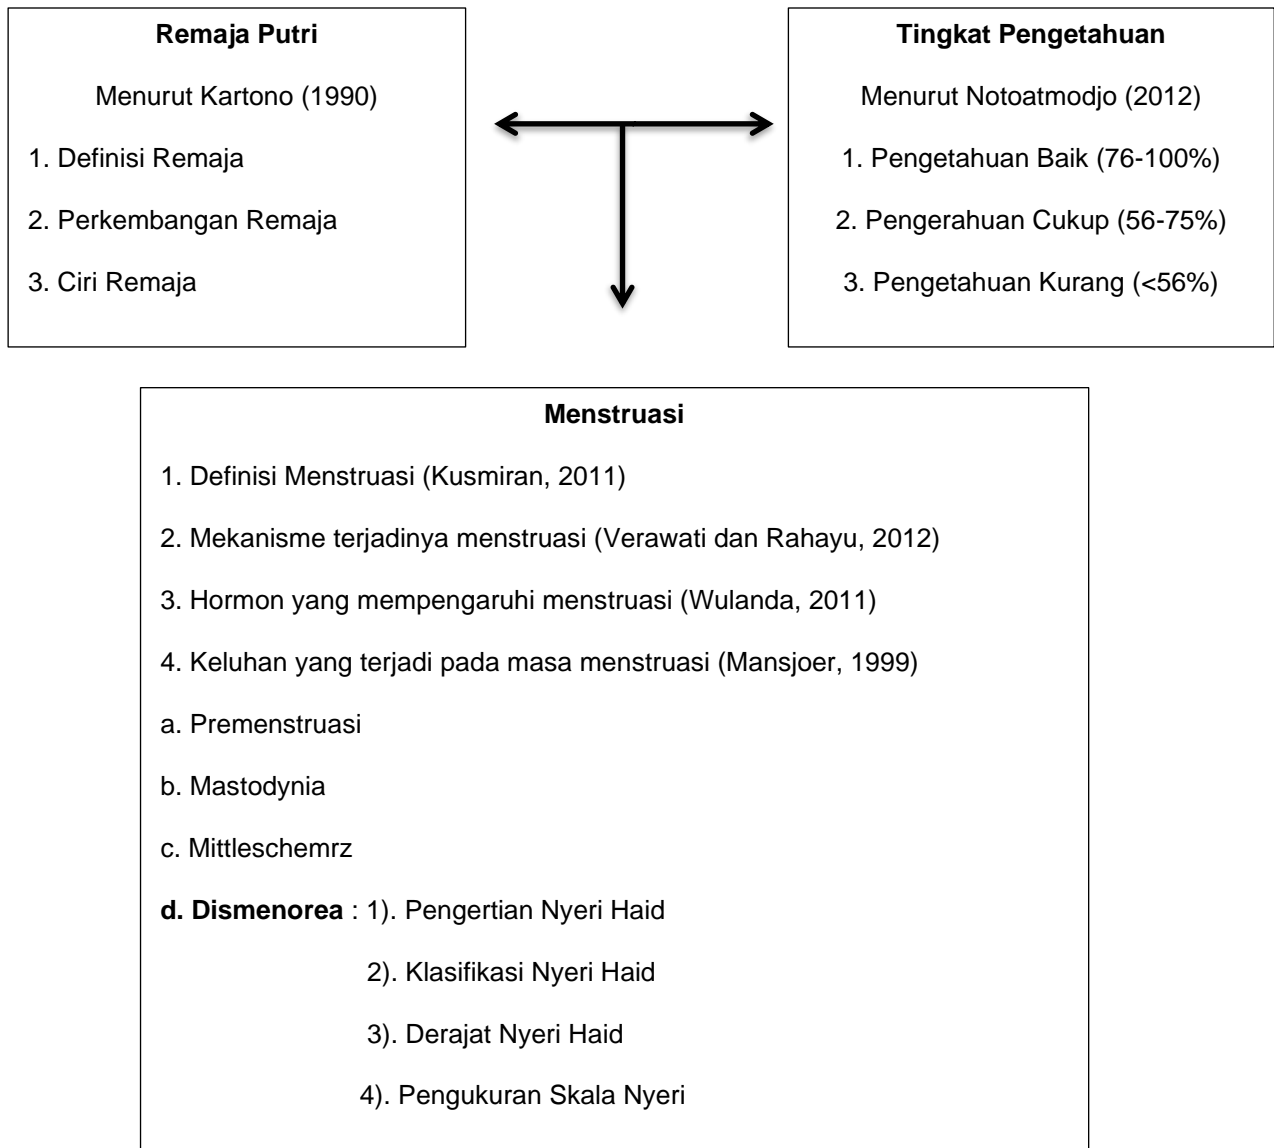 Remaja Putri
Menurut Kartono (1990)
1. Definisi Remaja
2. Perkembangan Remaja
3. Ciri Remaja
Tingkat Pengetahuan
Menurut Notoatmodjo (2012)
1. Pengetahuan Baik (76-100%)
2. Pengerahuan Cukup (56-75%)
3. Pengetahuan Kurang (<56%)
Menstruasi
1. Definisi Menstruasi (Kusmiran, 2011)
2. Mekanisme terjadinya menstruasi (Verawati dan Rahayu, 2012)
3. Hormon yang mempengaruhi menstruasi (Wulanda, 2011)
4. Keluhan yang terjadi pada masa menstruasi (Mansjoer, 1999)
a. Premenstruasi
b. Mastodynia
c. Mittleschemrz
d. Dismenorea : 1). Pengertian Nyeri Haid
2). Klasifikasi Nyeri Haid
3). Derajat Nyeri Haid
4). Pengukuran Skala Nyeri